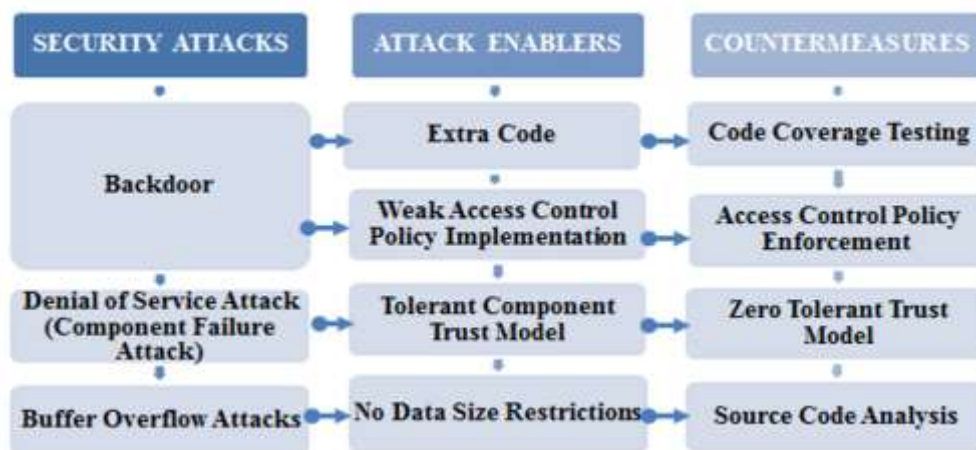 SECURITY ATTACKS
ATTACK ENABLERS
COUNTERMEASURES
Backdoor
Extra Code
Code Coverage Testing
Weak Access Control
Policy Implementation
Access Control Policy
Enforcement
Denial of Service Attack
(Component Failure
Attack)
Tolerant Component
Trust Model
Zero Tolerant Trust
Model
Buffer Overflow Attacks
No Data Size Restrictions
Source Code Analysis